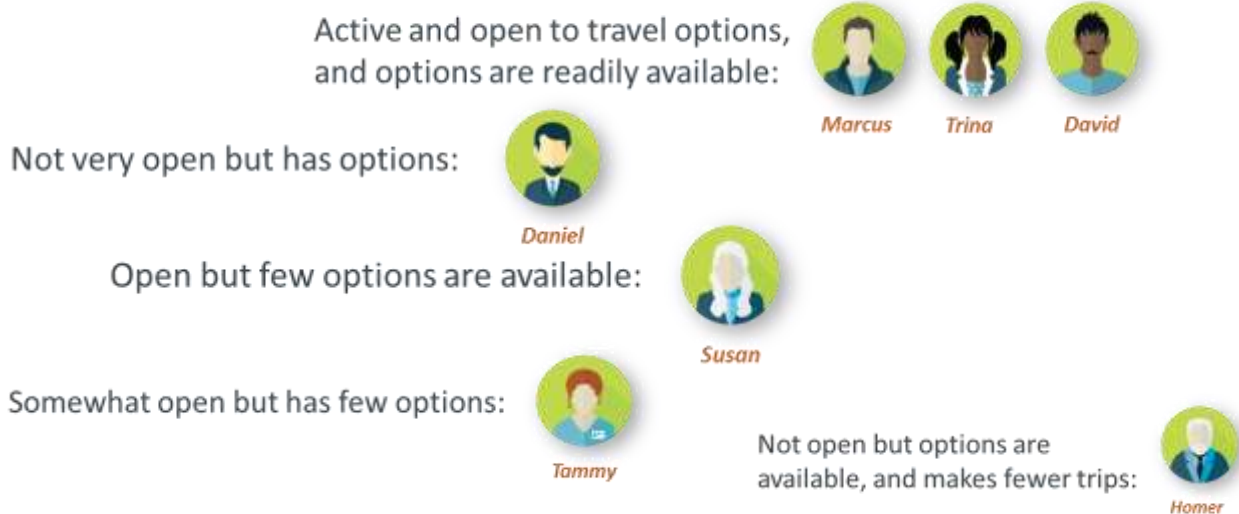 Active and open to travel options,
and options are readily available:
Marcus
Trina
David
Not very open but has options:
Daniel
Open but few options are available:
Susan
Somewhat open but has few options:
Tammy
Not open but options are
available, and makes fewer trips:
Homer